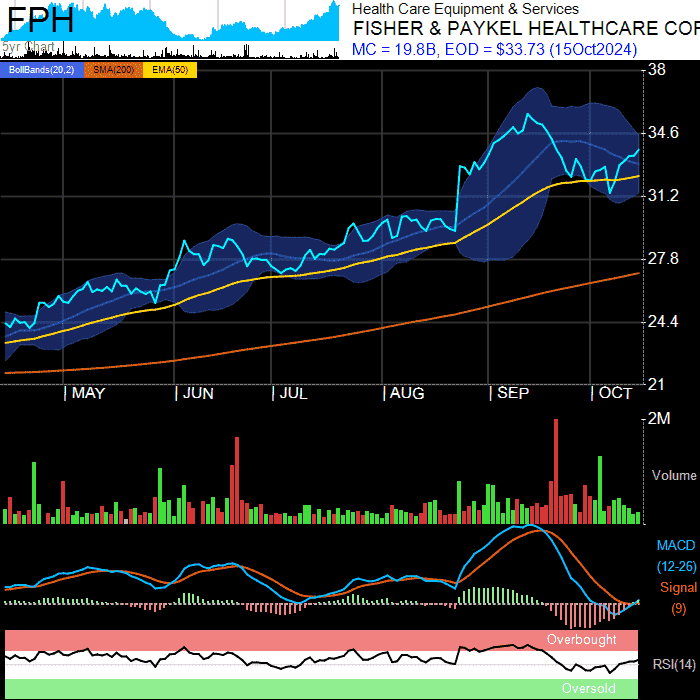 FPH
5yr Chart
Health Care Equipment & Services
FISHER & PAYKEL HEALTHCARE COR
MC = 19.8B, EOD = $33.73 (15Oct2024)
BollBands(20,2) SMA(200) EMA(50)
38
34.6
31.2
27.8
24.4
21
MAY JUN JUL AUG SEP OCT
2M
Volume
MACD
(12-26)
Signal
(9)
Overbought
RSI(14)
Oversold